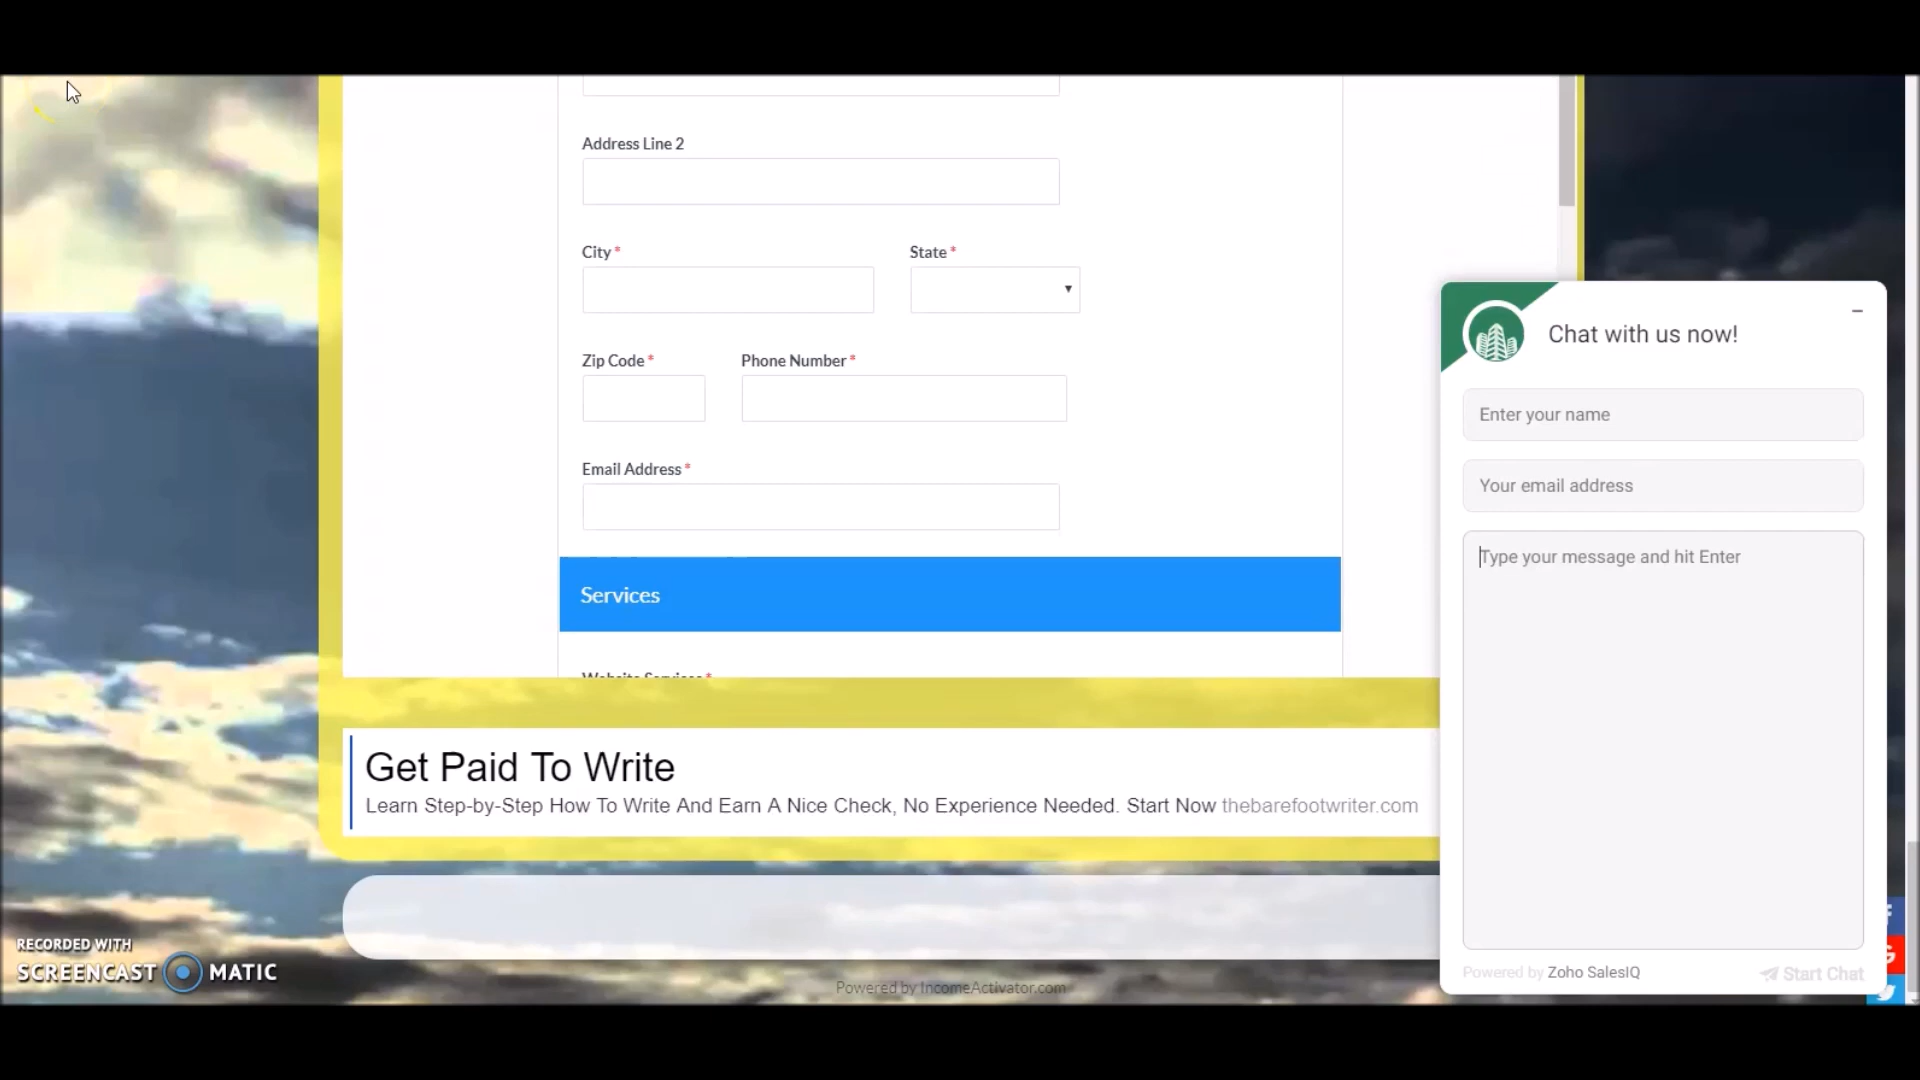 Address Line 2
City *
State *
Zip Code *
Phone Number *
Email Address *
Services
Website Services *
Get Paid To Write
Learn Step-by-Step How To Write And Earn A Nice Check, No Experience Needed. Start Now thebarefootwriter.com
Powered by IncomeActivator.com
Chat with us now!
Enter your name
Your email address
Type your message and hit Enter
Powered by Zoho SalesIQ
Start Chat
RECORDED WITH
SCREENCAST MATIC